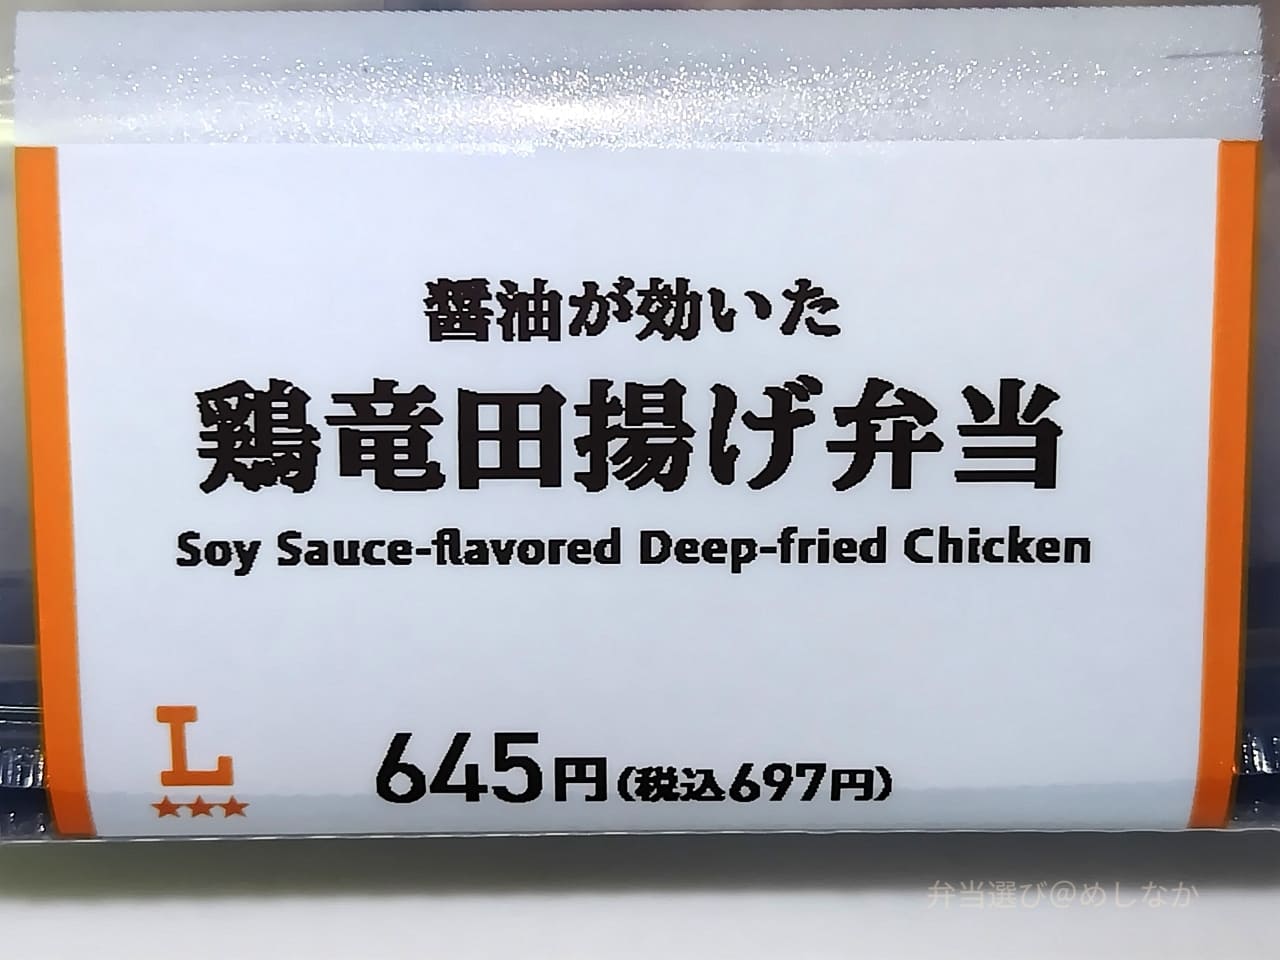 醤油が効いた
鶏竜田揚げ弁当
Soy Sauce-flavored Deep-fried Chicken
L
★★★
645円(税込697円)
弁当選び@めしなか